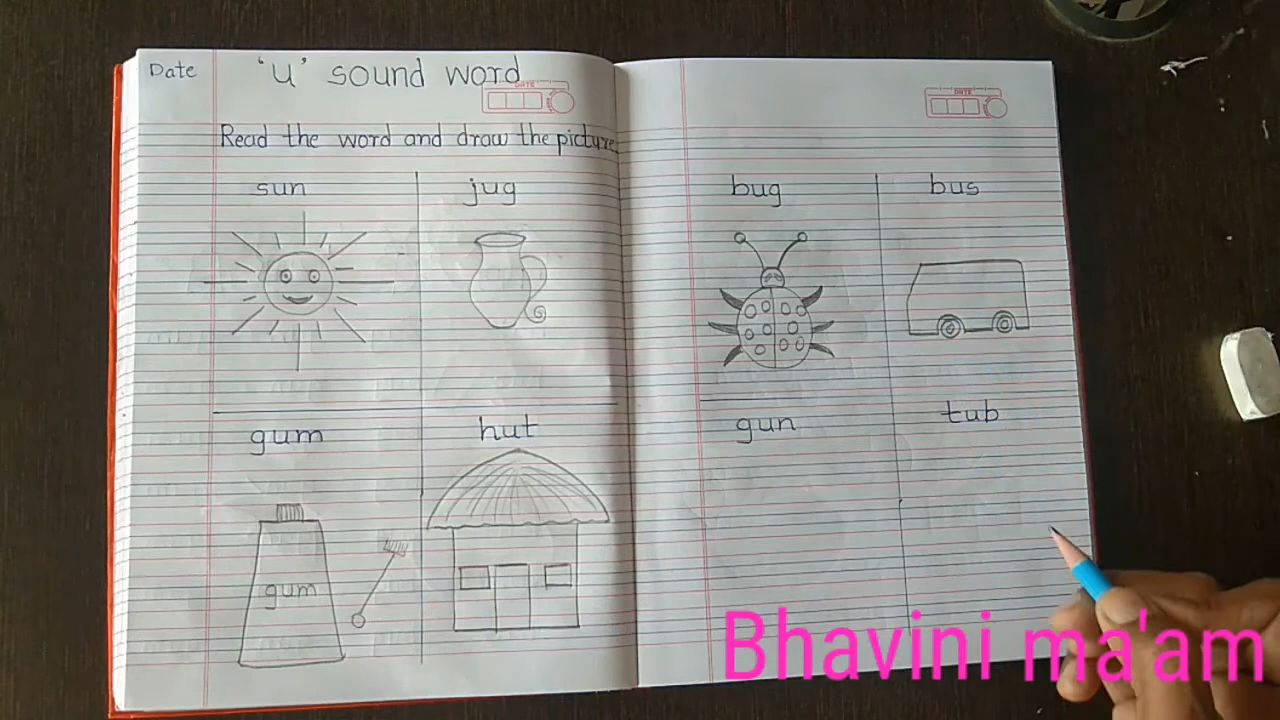 Date
'u' sound word
DATE
DATE
Read the word and draw the picture.
sun
jug
bug
bus
gum
hut
gun
tub
gum
Bhavini ma'am